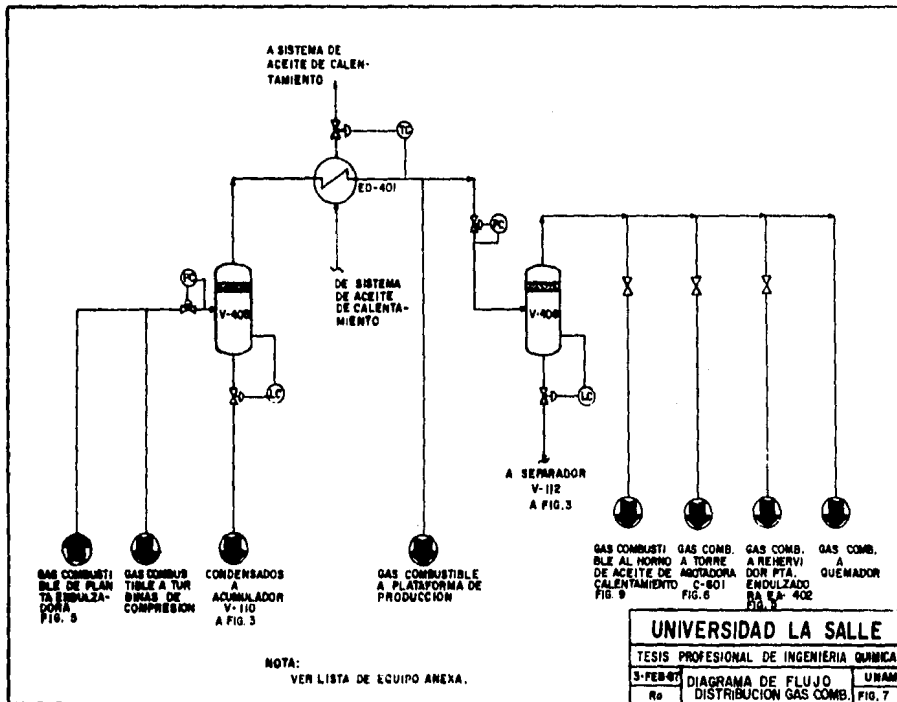 A SISTEMA DE
ACEITE DE CALEN-
TAMIENTO
TC
ED-401
PC
DE SISTEMA
DE ACEITE
DE CALENTA-
MIENTO
PC
V-408
LC
V-409
LC
A SEPARADOR
V-112
A FIG. 3
GAS COMBUSTI
BLE DE PLAN
TA ENDULZA-
DORA
FIG. 5
GAS COMBUS
TIBLE A TUR
BINAS DE
COMPRESION
CONDENSADOS
A
ACUMULADOR
V-110
A FIG. 3
GAS COMBUSTIBLE
A PLATAFORMA DE
PRODUCCION
GAS COMBUSTI
BLE AL HORNO
DE ACEITE DE
CALENTAMIENTO
FIG. 9
GAS COMB.
A TORRE
AGOTADORA
C-601
FIG. 6
GAS COMB.
A REHERVI
DOR PTA.
ENDULZADO
RA EA-402
GAS COMB.
A
QUEMADOR
NOTA:
VER LISTA DE EQUIPO ANEXA.
UNIVERSIDAD LA SALLE
TESIS PROFESIONAL DE INGENIERIA QUIMICA
3-FEB-87
DIAGRAMA DE FLUJO
UNAM
Ro
DISTRIBUCION GAS COMB.
FIG. 7